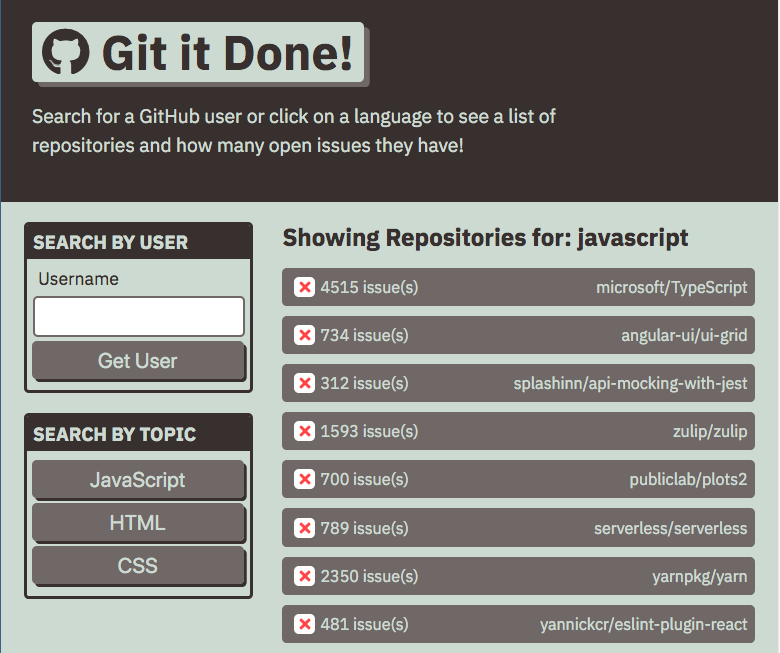 Git it Done!
Search for a GitHub user or click on a language to see a list of
repositories and how many open issues they have!
SEARCH BY USER
Username
Get User
SEARCH BY TOPIC
JavaScript
HTML
CSS
Showing Repositories for: javascript
4515 issue(s) microsoft/TypeScript
734 issue(s) angular-ui/ui-grid
312 issue(s) splashinn/api-mocking-with-jest
1593 issue(s) zulip/zulip
700 issue(s) publiclab/plots2
789 issue(s) serverless/serverless
2350 issue(s) yarnpkg/yarn
481 issue(s) yannickcr/eslint-plugin-react